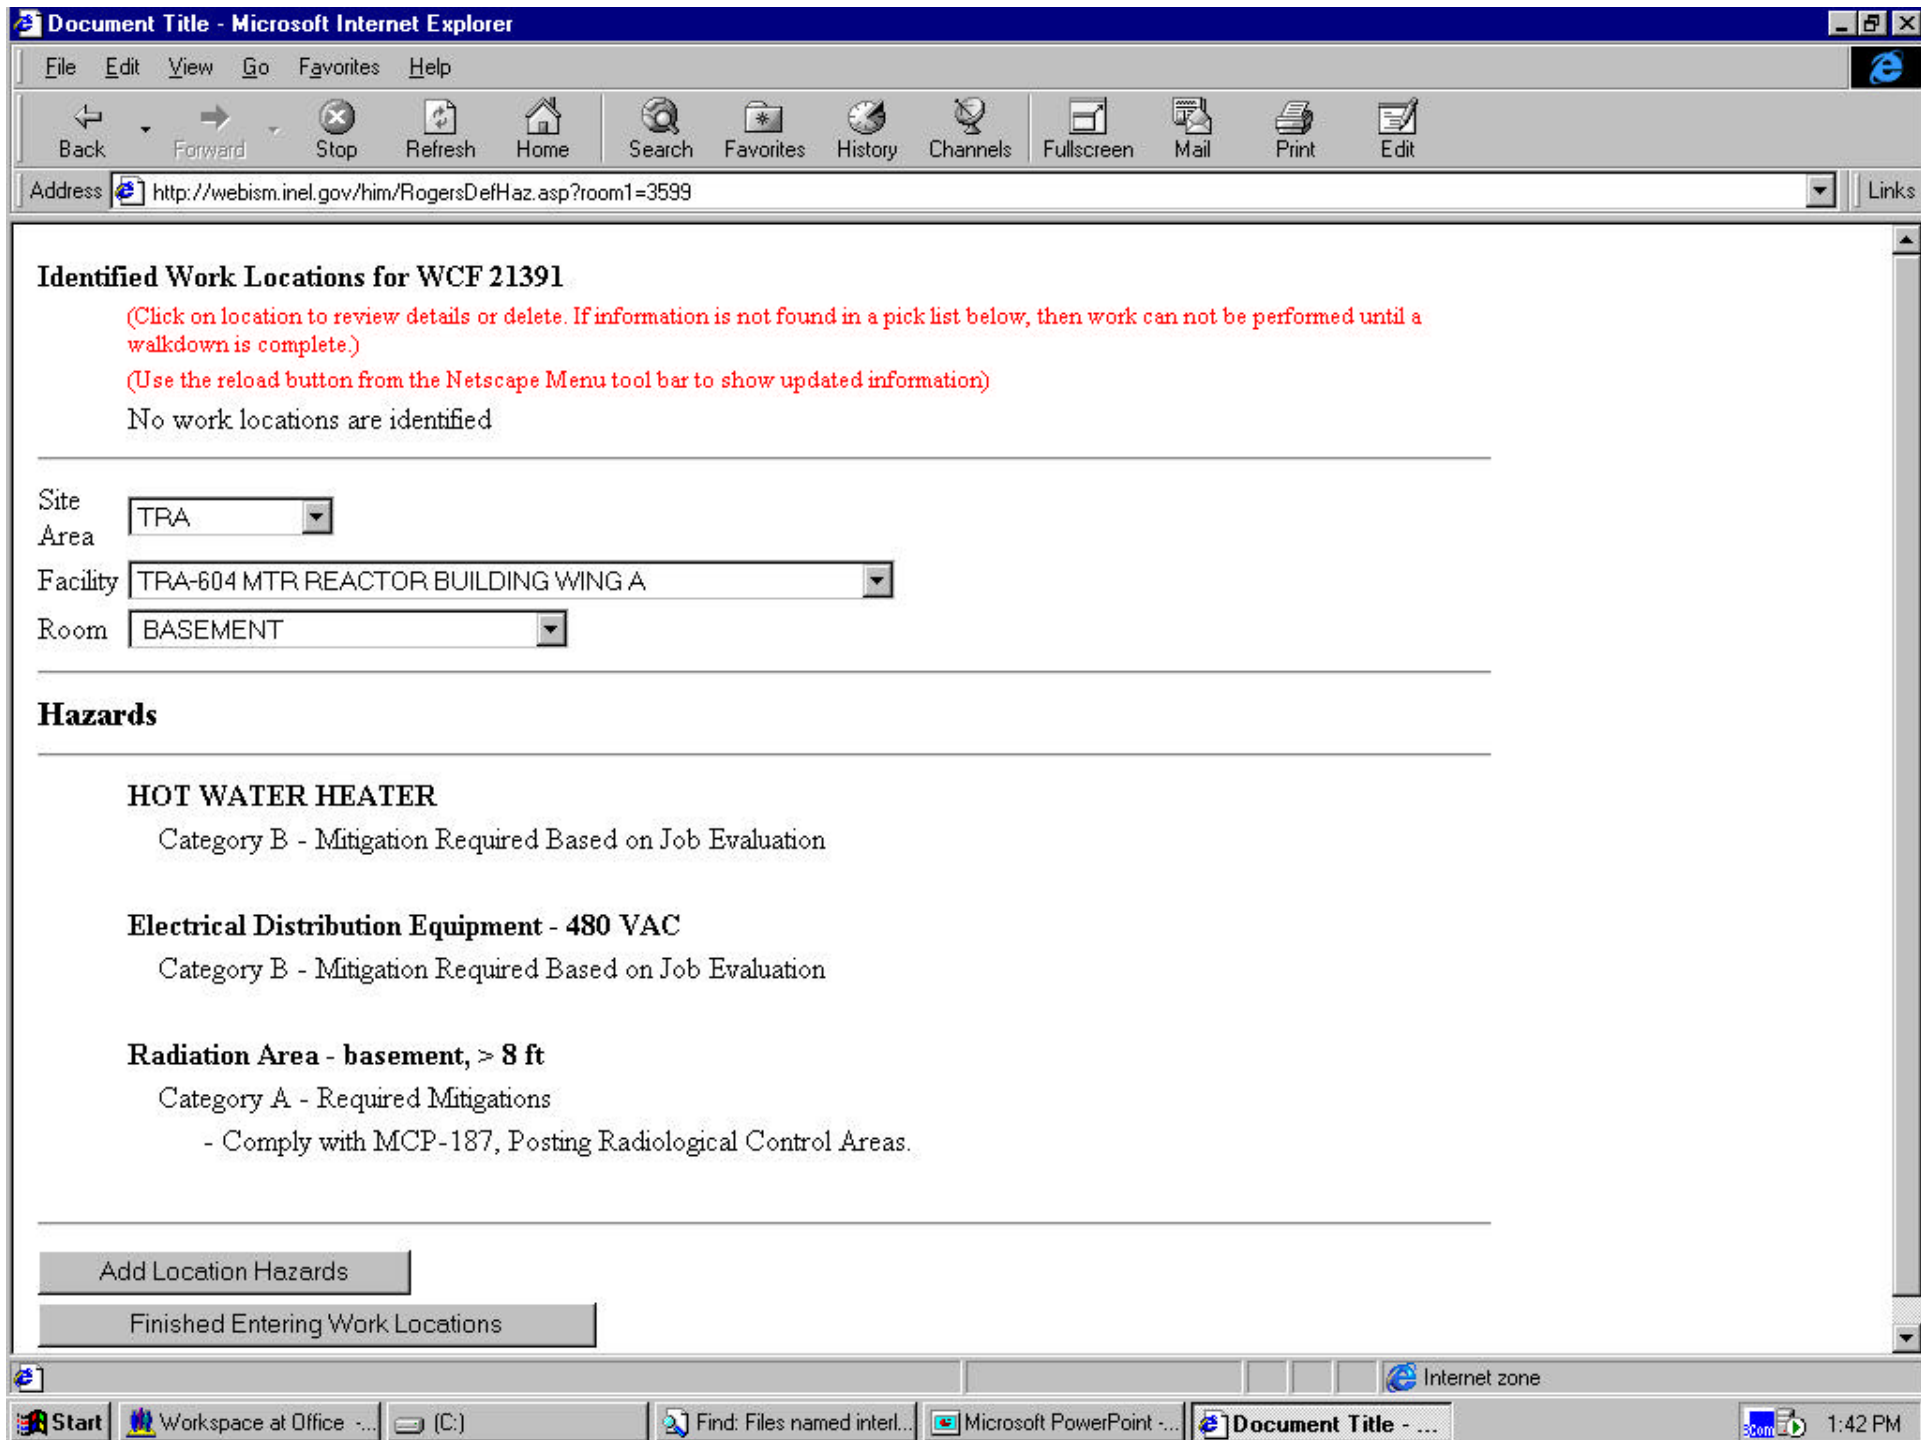 Document Title - Microsoft Internet Explorer
File Edit View Go Favorites Help
Back Forward Stop Refresh Home Search Favorites History Channels Fullscreen Mail Print Edit
Address http://webism.inel.gov/him/RogersDefHaz.asp?room1=3599 Links
Identified Work Locations for WCF 21391
(Click on location to review details or delete. If information is not found in a pick list below, then work can not be performed until a
walkdown is complete.)
(Use the reload button from the Netscape Menu tool bar to show updated information)
No work locations are identified
Site
Area TRA
Facility TRA-604 MTR REACTOR BUILDING WING A
Room BASEMENT
Hazards
HOT WATER HEATER
Category B - Mitigation Required Based on Job Evaluation
Electrical Distribution Equipment - 480 VAC
Category B - Mitigation Required Based on Job Evaluation
Radiation Area - basement, > 8 ft
Category A - Required Mitigations
- Comply with MCP-187, Posting Radiological Control Areas.
Add Location Hazards
Finished Entering Work Locations
Internet zone
Start Workspace at Office -... (C:) Find: Files named interl... Microsoft PowerPoint -... Document Title - ... 3Com 1:42 PM